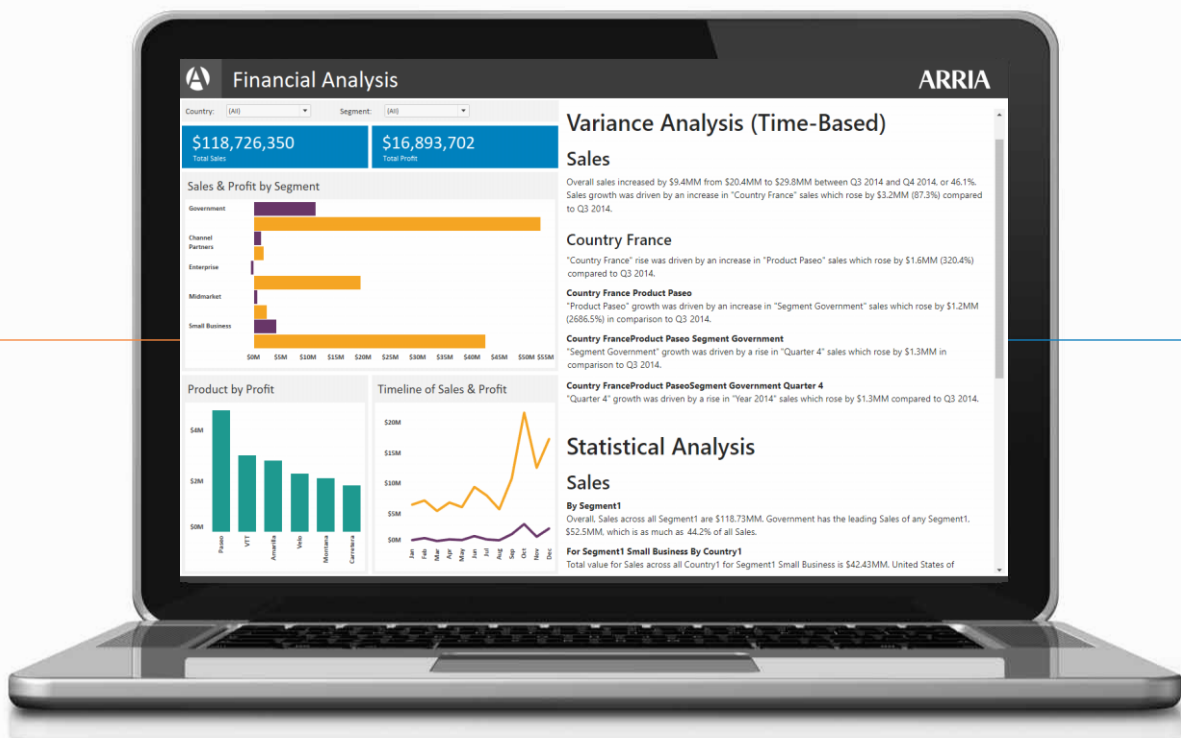 Financial Analysis
ARRIA
Country:
(All)
Segment:
(All)
$118,726,350
Total Sales
$16,893,702
Total Profit
Sales & Profit by Segment
Government
Channel
Partners
Enterprise
Midmarket
Small Business
$0M $5M $10M $15M $20M $25M $30M $35M $40M $45M $50M $55M
Product by Profit
$4M
$2M
$0M
Paseo
VTT
Amarilla
Velo
Montana
Carretera
Timeline of Sales & Profit
$20M
$15M
$10M
$5M
$0M
Jan
Feb
Mar
Apr
May
Jun
Jul
Aug
Sep
Oct
Nov
Dec
Variance Analysis (Time-Based)
Sales
Overall sales increased by $9.4MM from $20.4MM to $29.8MM between Q3 2014 and Q4 2014, or 46.1%.
Sales growth was driven by an increase in "Country France" sales which rose by $3.2MM (87.3%) compared
to Q3 2014.
Country France
"Country France" rise was driven by an increase in "Product Paseo" sales which rose by $1.6MM (320.4%)
compared to Q3 2014.
Country France Product Paseo
"Product Paseo" growth was driven by an increase in "Segment Government" sales which rose by $1.2MM
(2686.5%) in comparison to Q3 2014.
Country FranceProduct Paseo Segment Government
"Segment Government" growth was driven by a rise in "Quarter 4" sales which rose by $1.3MM in
comparison to Q3 2014.
Country FranceProduct PaseoSegment Government Quarter 4
"Quarter 4" growth was driven by a rise in "Year 2014" sales which rose by $1.3MM compared to Q3 2014.
Statistical Analysis
Sales
By Segment1
Overall, Sales across all Segment1 are $118.73MM. Government has the leading Sales of any Segment1,
$52.5MM, which is as much as 44.2% of all Sales.
For Segment1 Small Business By Country1
Total value for Sales across all Country1 for Segment1 Small Business is $42.43MM. United States of